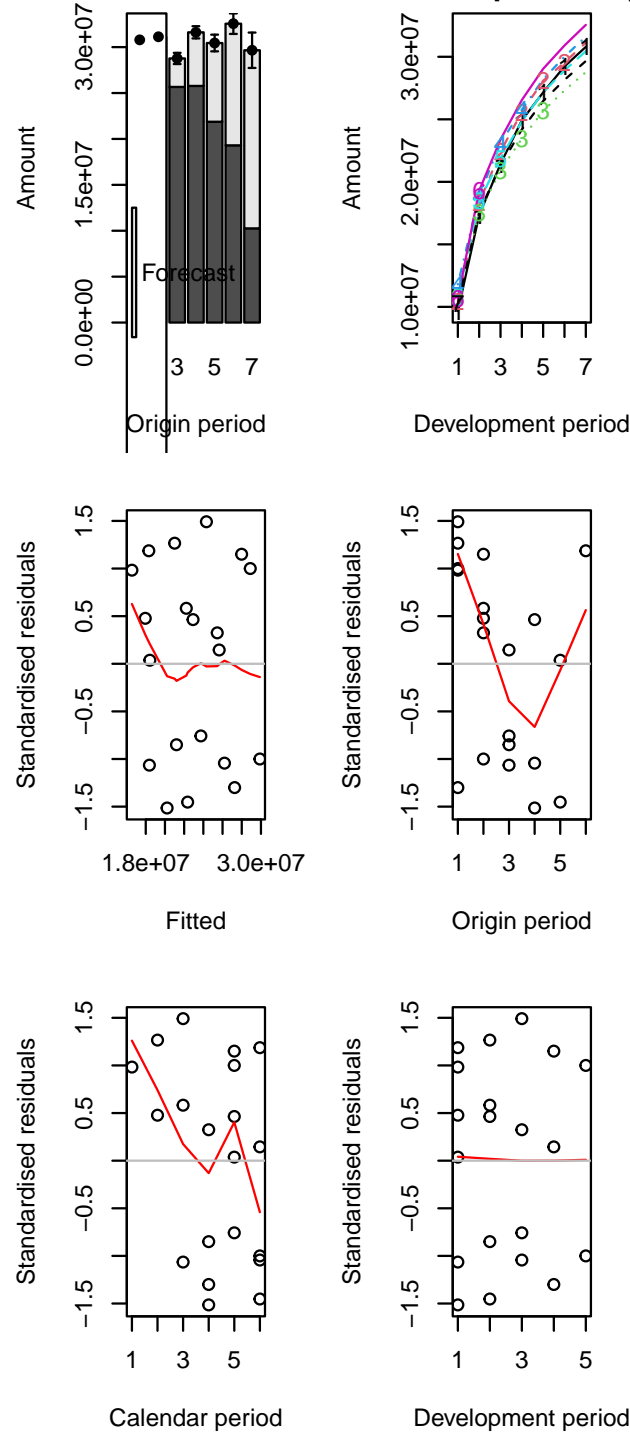 Amount
0.0e+00 1.5e+07 3.0e+07
Forecast
3 5 7
Origin period
Amount
1.0e+07 2.0e+07 3.0e+07
1 3 5 7
Development period
Standardised residuals
−1.5 −0.5 0.5 1.5
1.8e+07 3.0e+07
Fitted
Standardised residuals
−1.5 −0.5 0.5 1.5
1 3 5
Origin period
Standardised residuals
−1.5 −0.5 0.5 1.5
1 3 5
Calendar period
Standardised residuals
−1.5 −0.5 0.5 1.5
1 3 5
Development period